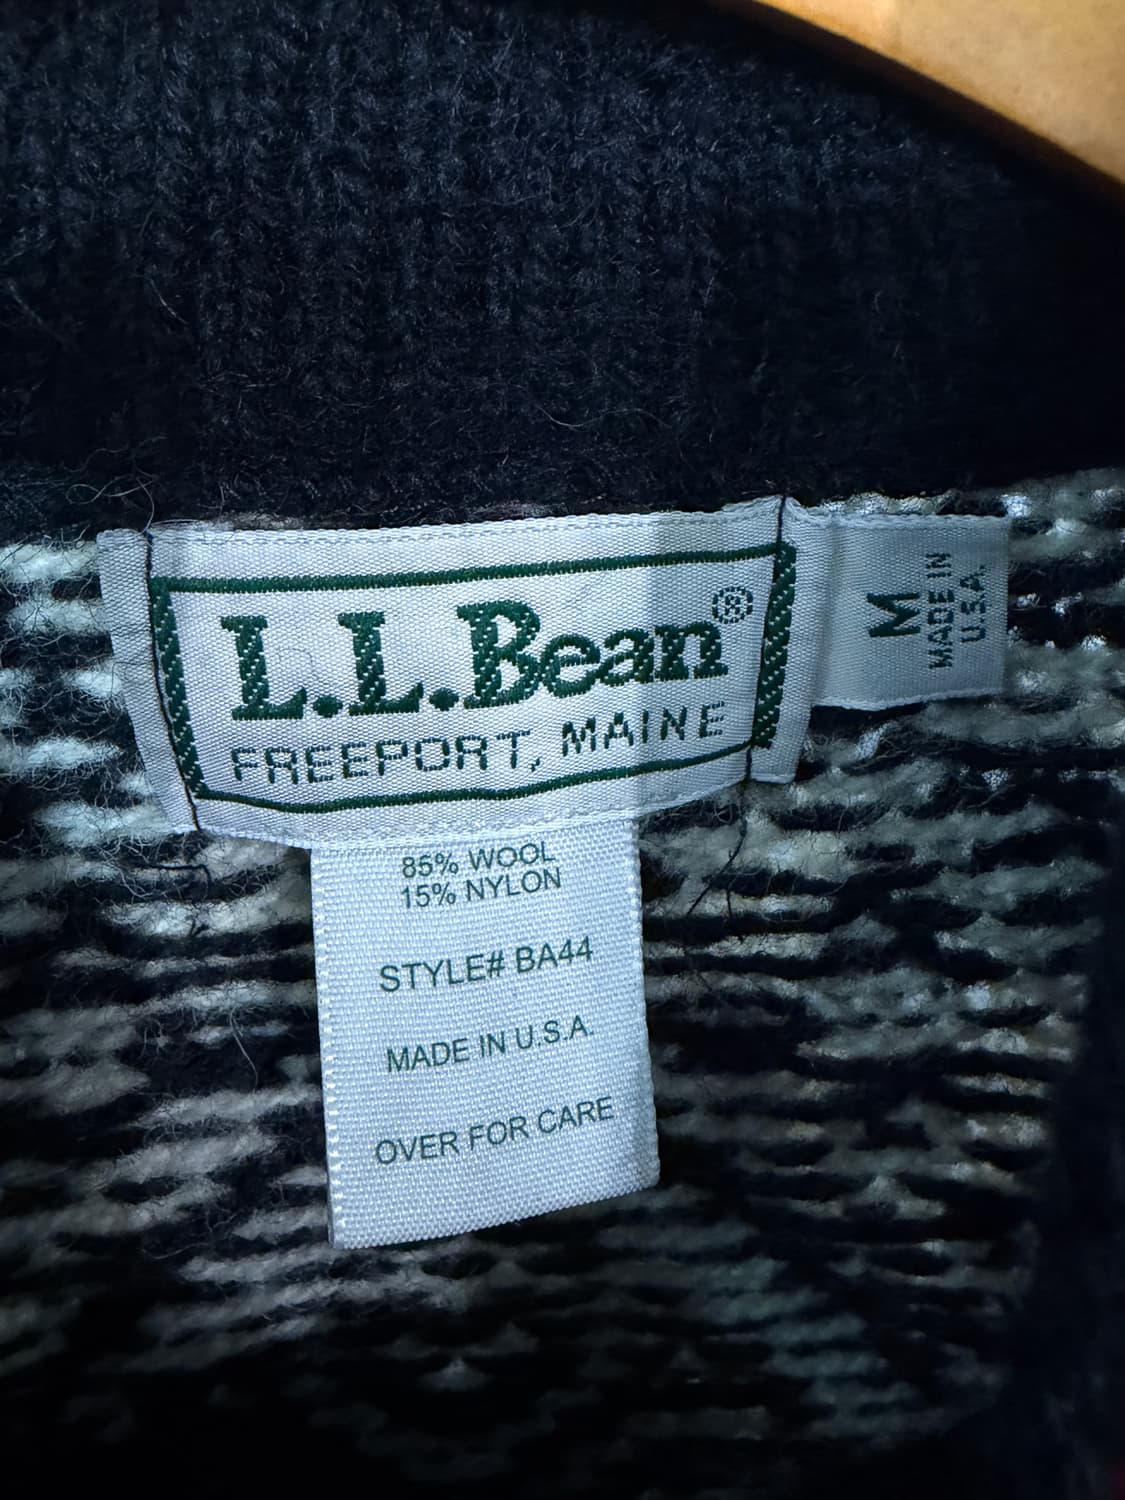 L.L.Bean®
FREEPORT, MAINE
M
MADE IN
U.S.A.
85% WOOL
15% NYLON
STYLE# BA44
MADE IN U.S.A.
OVER FOR CARE